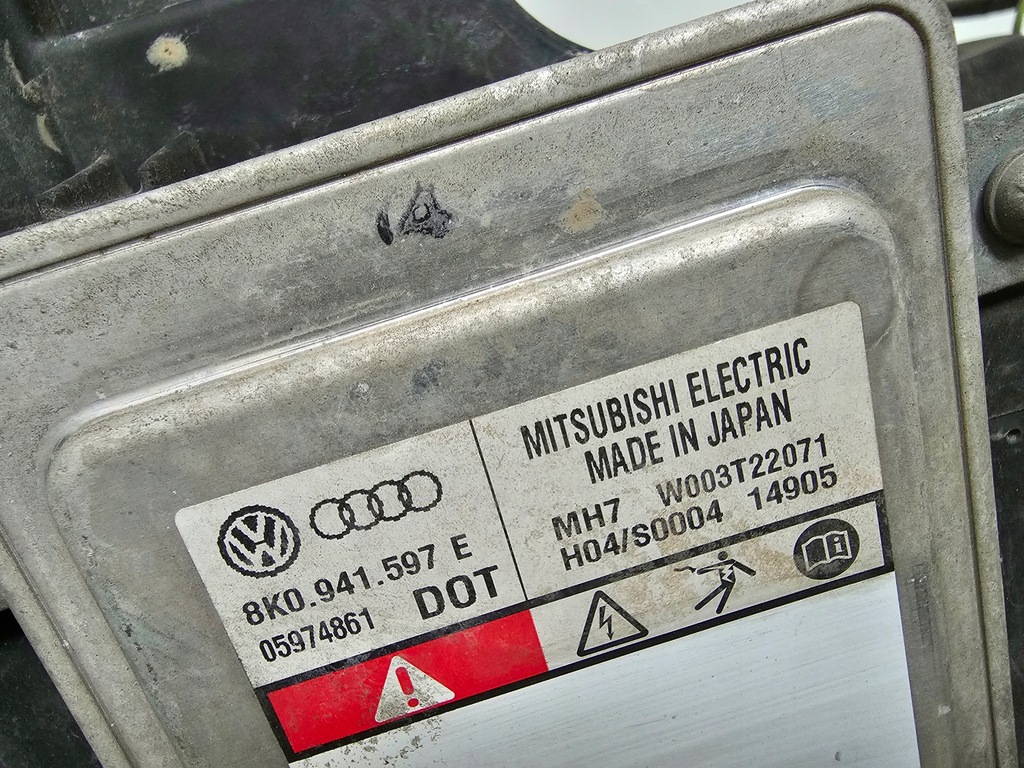 8K0.941.597 E
05974861 DOT
MITSUBISHI ELECTRIC
MADE IN JAPAN
MH7 W003T22071
H04/S0004 14905